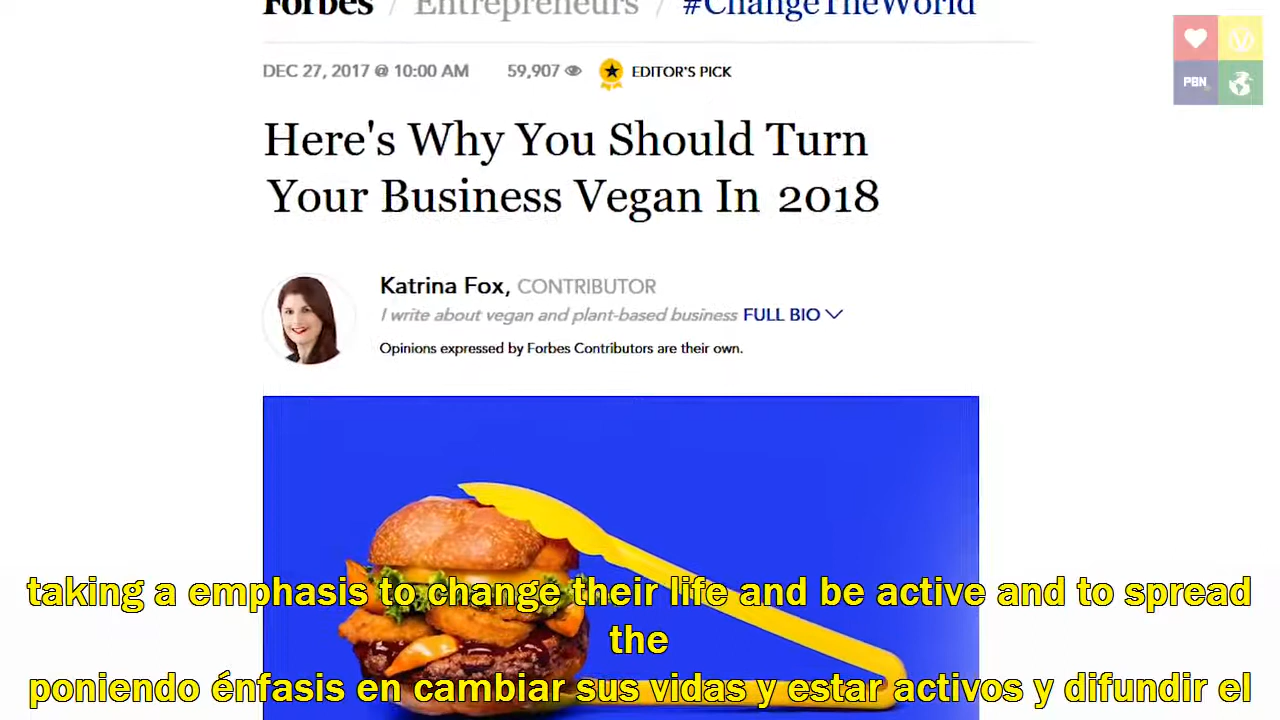 Forbes / Entrepreneurs / #ChangeTheWorld
DEC 27, 2017 @ 10:00 AM 59,907 EDITOR'S PICK
Here's Why You Should Turn
Your Business Vegan In 2018
Katrina Fox, CONTRIBUTOR
I write about vegan and plant-based business FULL BIO
Opinions expressed by Forbes Contributors are their own.
PBN
taking a emphasis to change their life and be active and to spread
the
poniendo énfasis en cambiar sus vidas y estar activos y difundir el